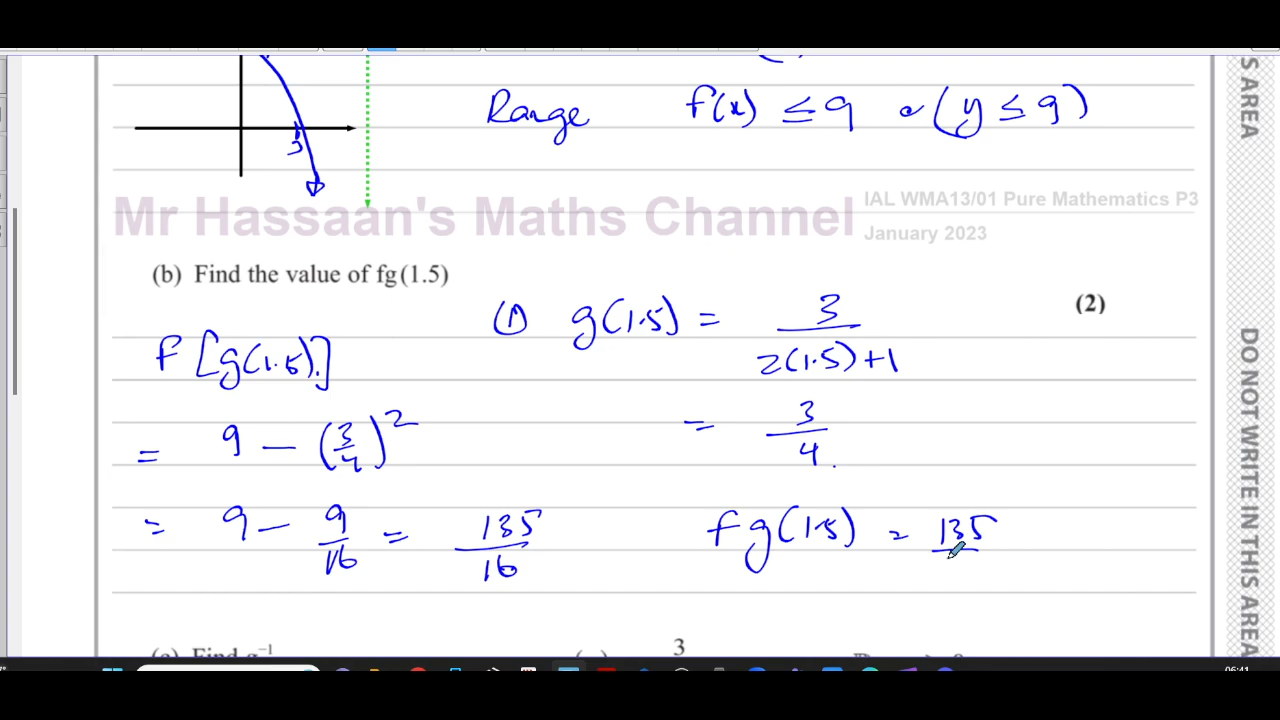 Range f(x) ≤ 9 or (y ≤ 9)
3
Mr Hassaan's Maths Channel
IAL WMA13/01 Pure Mathematics P3
January 2023
(b) Find the value of fg(1.5)
(2)
① g(1.5) = 3/(2(1.5)+1)
f[g(1.5)]
= 3/4
= 9 − (3/4)²
= 9 − 9/16 = 135/16
fg(1.5) = 135
3
S AREA
DO NOT WRITE IN THIS AREA
06:41